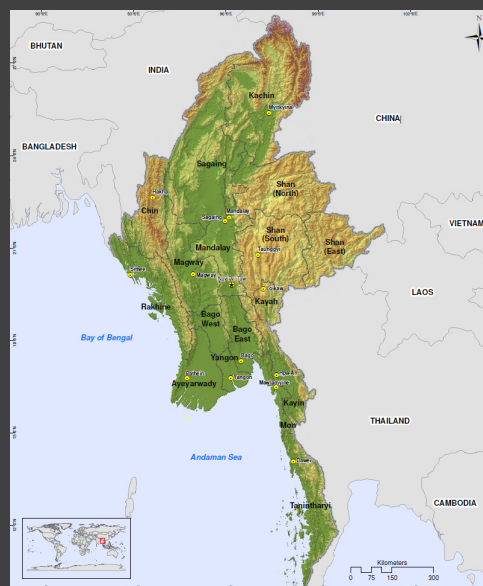 N
BHUTAN
INDIA
Kachin
Myitkyina
CHINA
BANGLADESH
Sagaing
Shan
(North)
Hakha
Chin
Mandalay
Sagaing
VIETNAM
Shan
(South)
Shan
(East)
Mandalay
Taunggyi
Magway
Sittwe
Magway
Loikaw
LAOS
Kayah
Rakhine
Bago
West
Bago
East
Bay of Bengal
Yangon
Bago
Pathein
Yangon
Hpa-An
Ayeyarwady
Mawlamyine
Kayin
THAILAND
Mon
Andaman Sea
Dawei
CAMBODIA
Tanintharyi
Kilometers
0 75 150 300